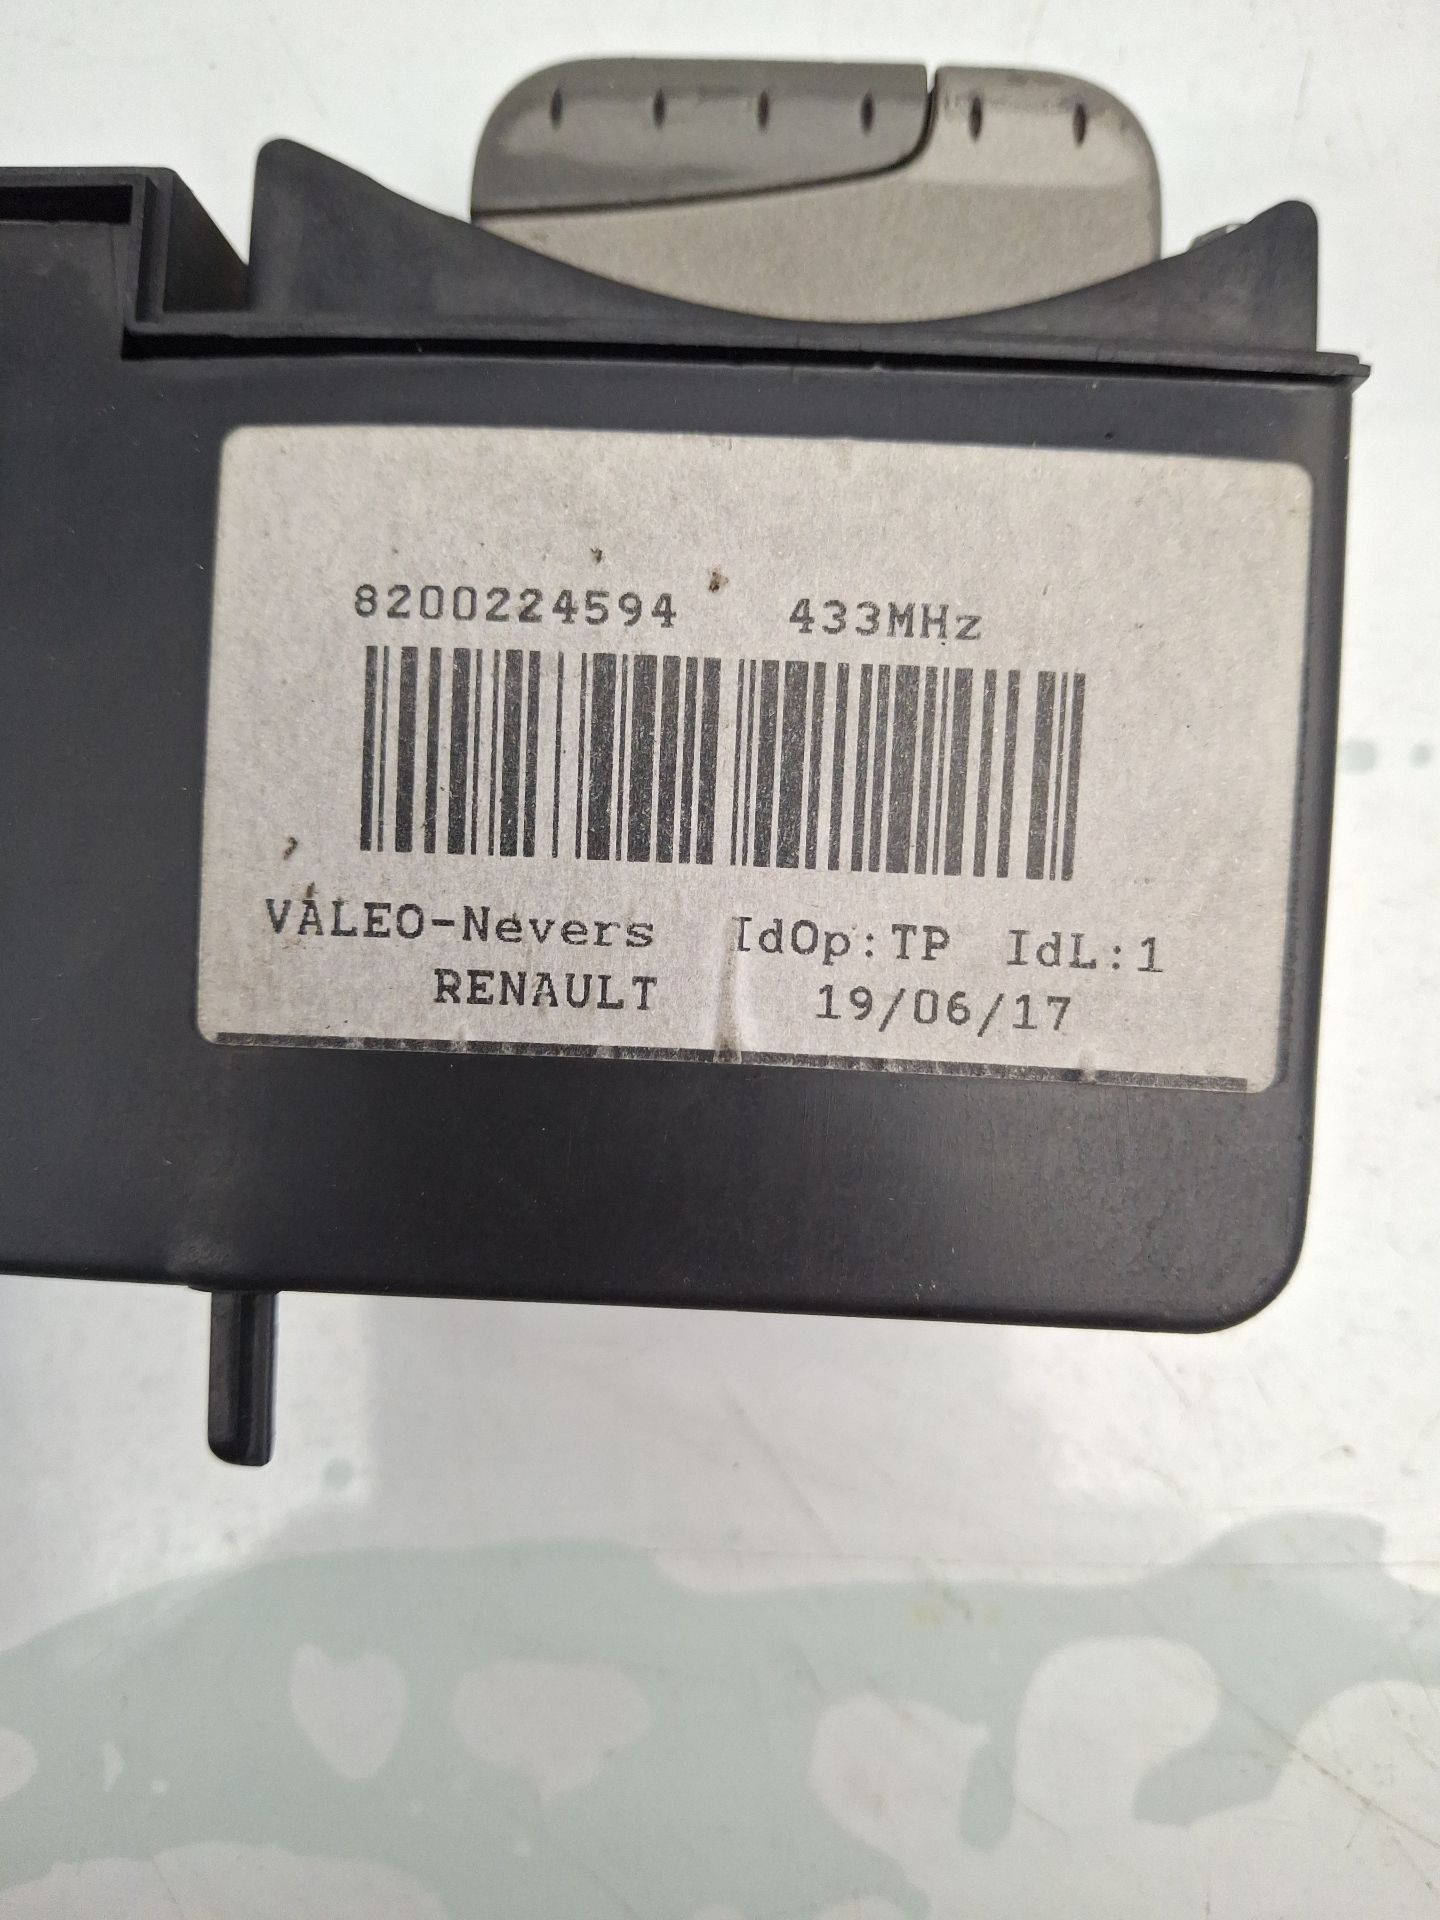 8200224594 433MHz
VALEO-Nevers IdOp:TP IdL:1
RENAULT 19/06/17